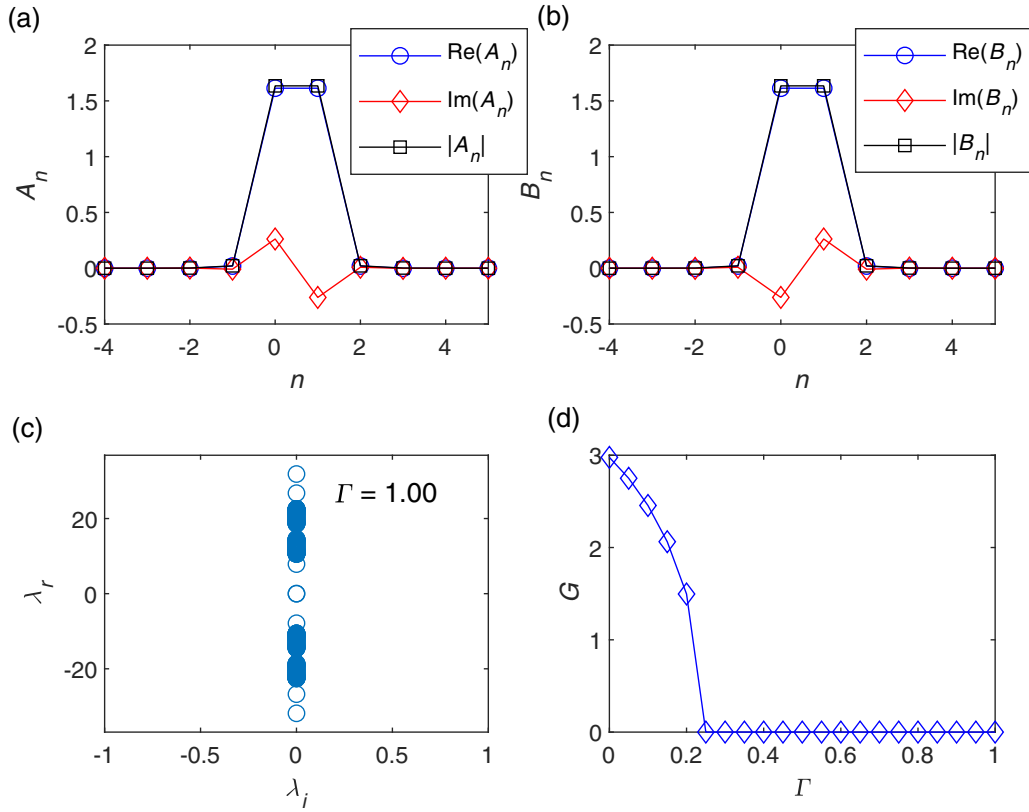 (a)
2
1.5
1
0.5
0
-0.5
-4
-2
0
2
4
A_n
n
Re(A_n)
Im(A_n)
|A_n|
(b)
2
1.5
1
0.5
0
-0.5
-4
-2
0
2
4
B_n
n
Re(B_n)
Im(B_n)
|B_n|
(c)
20
0
-20
-1
-0.5
0
0.5
1
λ_r
λ_i
Γ = 1.00
(d)
3
2
1
0
0
0.2
0.4
0.6
0.8
1
G
Γ